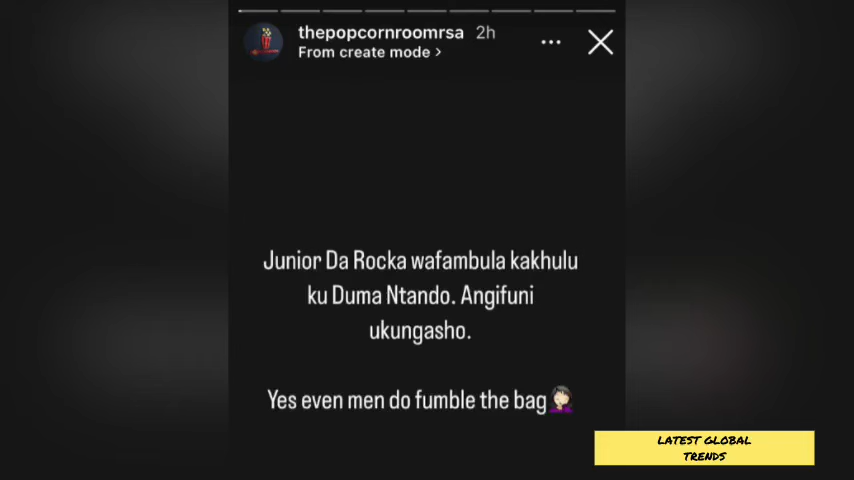 thepopcornroomrsa 2h
From create mode >
Junior Da Rocka wafambula kakhulu
ku Duma Ntando. Angifuni
ukungasho.
Yes even men do fumble the bag🤦🏻‍♀️
LATEST GLOBAL
TRENDS